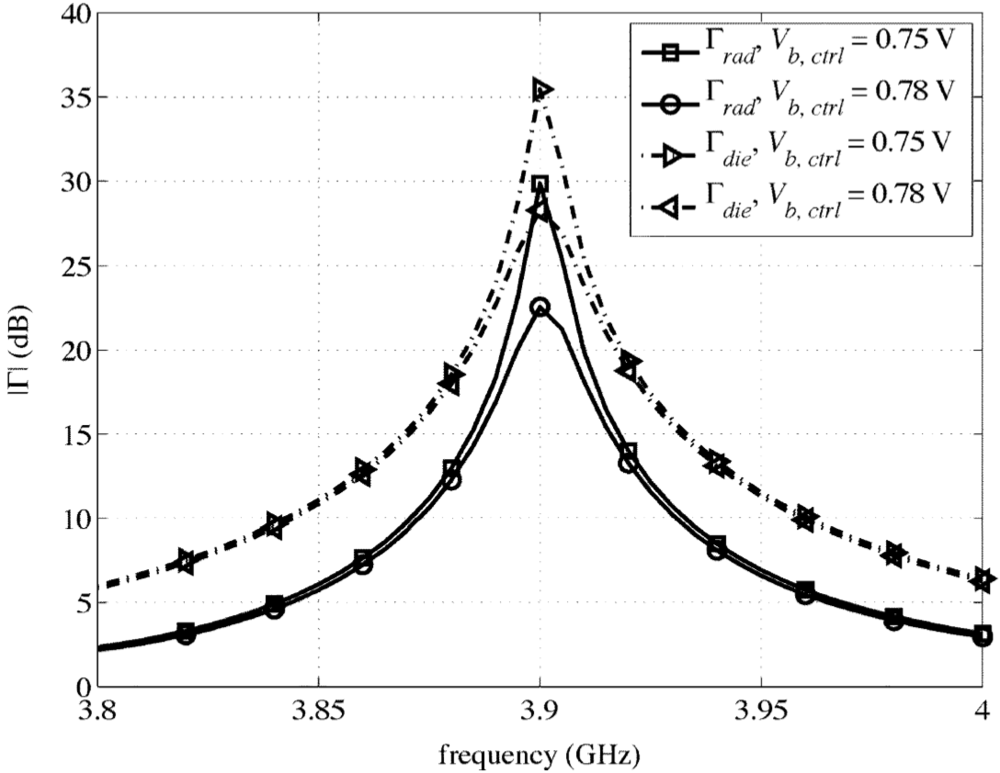 40
35
30
25
20
15
10
5
0
|Γ| (dB)
Γrad, Vb, ctrl = 0.75 V
Γrad, Vb, ctrl = 0.78 V
Γdie, Vb, ctrl = 0.75 V
Γdie, Vb, ctrl = 0.78 V
3.8 3.85 3.9 3.95 4
frequency (GHz)